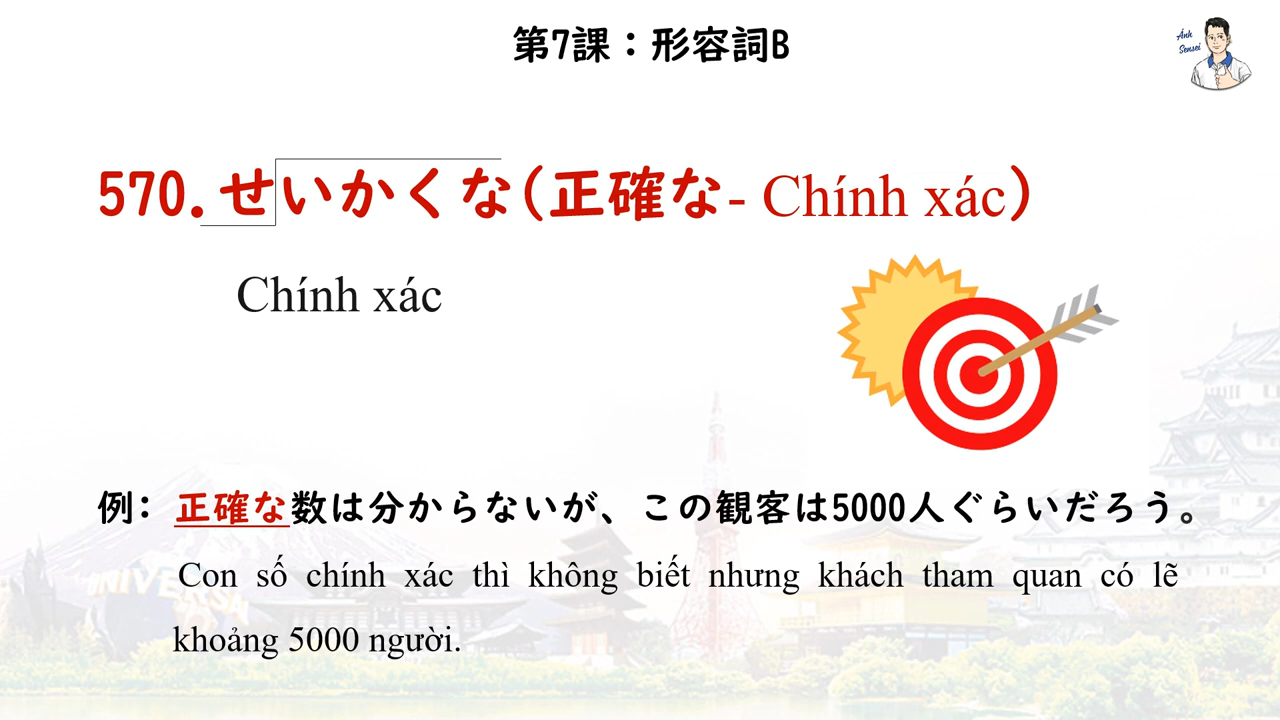 第7課：形容詞B
Ánh
Sensei
570.せいかくな(正確な- Chính xác)
Chính xác
例: 正確な数は分からないが、この観客は5000人ぐらいだろう。
Con số chính xác thì không biết nhưng khách tham quan có lẽ
khoảng 5000 người.
UNIVERSAL